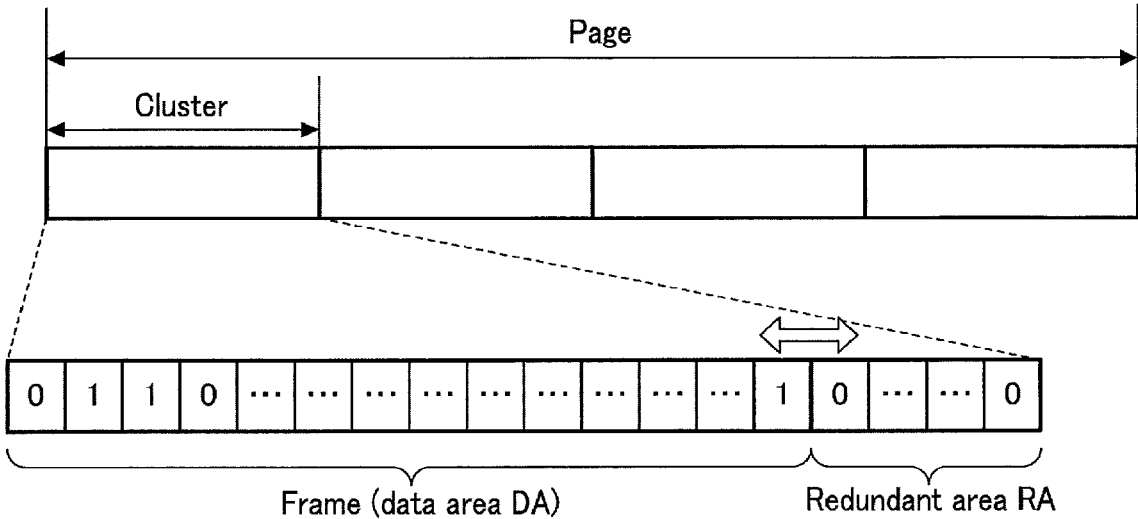 Page
Cluster
0 1 1 0 ... ... ... ... ... ... ... ... ... 1 0 ... ... 0
Frame (data area DA) Redundant area RA